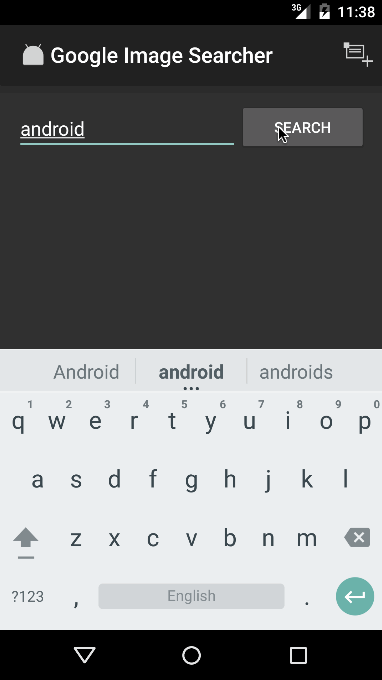 3G 11:38
Google Image Searcher
android SEARCH
Android android androids
1 2 3 4 5 6 7 8 9 0
q w e r t y u i o p
a s d f g h j k l
z x c v b n m
?123 , English .